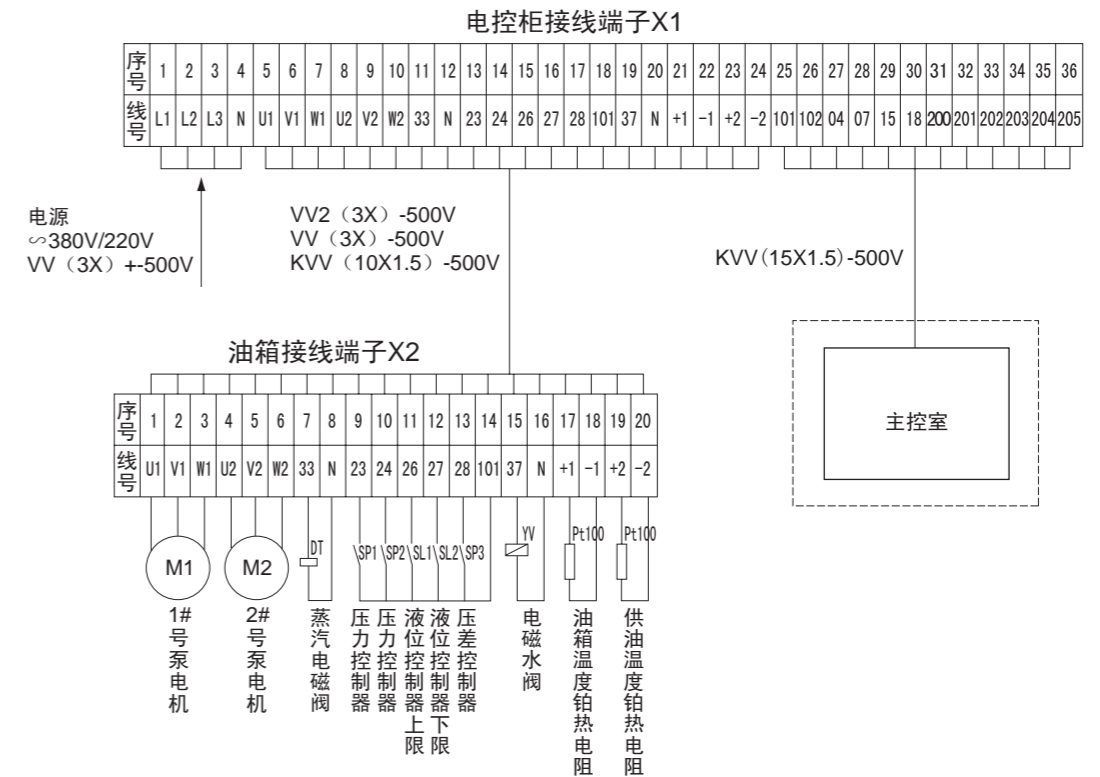 电控柜接线端子X1
序号 1 2 3 4 5 6 7 8 9 10 11 12 13 14 15 16 17 18 19 20 21 22 23 24 25 26 27 28 29 30 31 32 33 34 35 36
线号 L1 L2 L3 N U1 V1 W1 U2 V2 W2 33 N 23 24 26 27 28 101 37 N +1 -1 +2 -2 101 102 04 07 15 18 200 201 202 203 204 205
电源
∽380V/220V
VV（3X）+-500V
VV2（3X）-500V
VV（3X）-500V
KVV（10X1.5）-500V
KVV(15X1.5)-500V
油箱接线端子X2
序号 1 2 3 4 5 6 7 8 9 10 11 12 13 14 15 16 17 18 19 20
线号 U1 V1 W1 U2 V2 W2 33 N 23 24 26 27 28 101 37 N +1 -1 +2 -2
主控室
M1
M2
DT
SP1
SP2
SL1
SL2
SP3
YV
Pt100
Pt100
1#号泵电机
2#号泵电机
蒸汽电磁阀
压力控制器
压力控制器
液位控制器上限
液位控制器下限
压差控制器
电磁水阀
油箱温度铂热电阻
供油温度铂热电阻